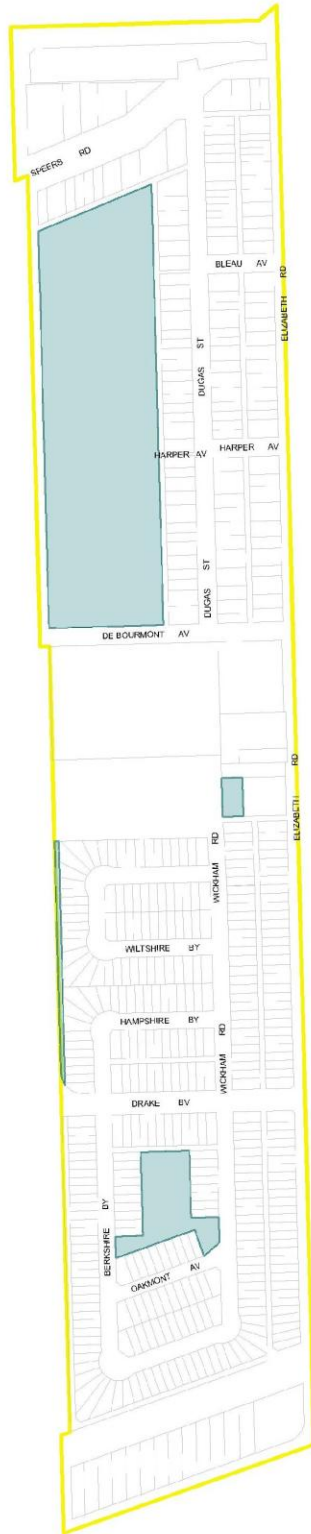 SPEERS RD
BLEAU AV
ELIZABETH RD
DUGAS ST
HARPER AV
HARPER AV
DUGAS ST
DE BOURMONT AV
ELIZABETH RD
WICKHAM RD
WILTSHIRE BY
HAMPSHIRE BY
WICKHAM RD
DRAKE BV
BERKSHIRE BY
OAKMONT AV